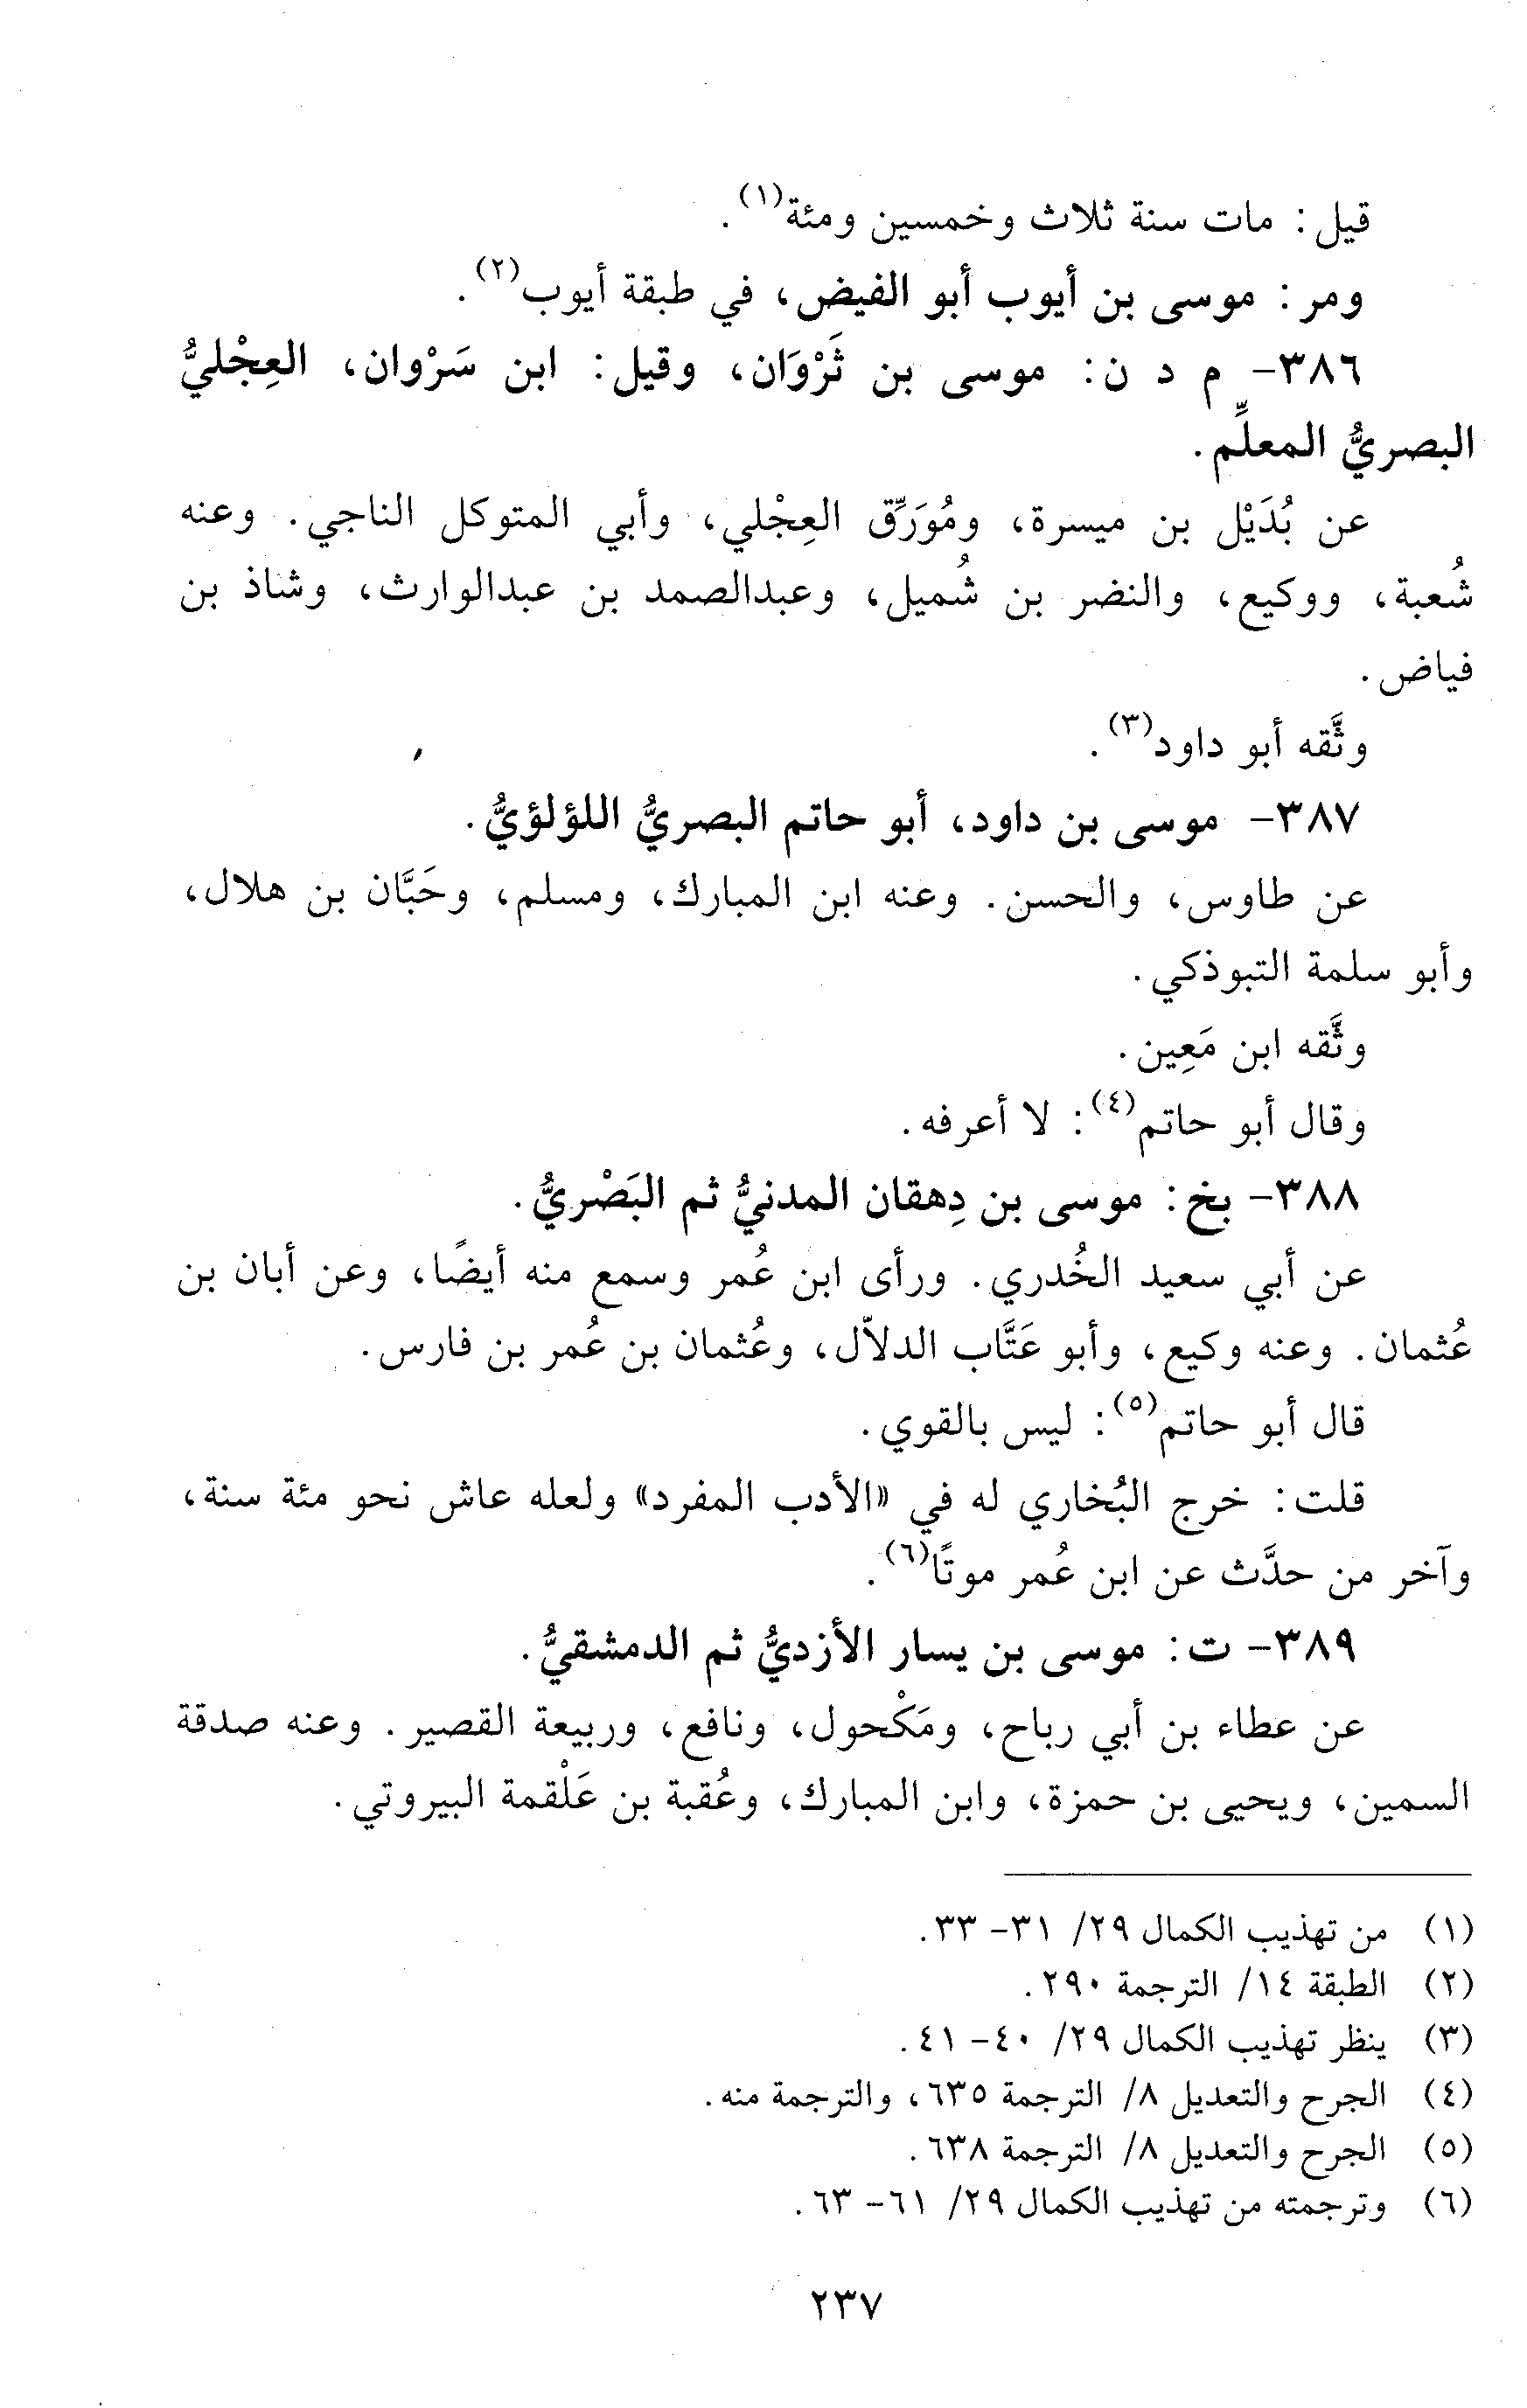 قيل: مات سنة ثلاث وخمسين ومئة(١).
ومر: موسى بن أيوب أبو الفيض، في طبقة أيوب(٢).
٣٨٦- م د ن: موسى بن ثَرْوَان، وقيل: ابن سَرْوان، العِجْليُّ
البصريُّ المعلِّم.
عن بُدَيْل بن ميسرة، ومُوَرِّق العِجْلي، وأبي المتوكل الناجي. وعنه
شُعبة، ووكيع، والنضر بن شُميل، وعبدالصمد بن عبدالوارث، وشاذ بن
فياض.
وثَّقه أبو داود(٣).
٣٨٧- موسى بن داود، أبو حاتم البصريُّ اللؤلؤيُّ.
عن طاوس، والحسن. وعنه ابن المبارك، ومسلم، وحَبَّان بن هلال،
وأبو سلمة التبوذكي.
وثَّقه ابن مَعِين.
وقال أبو حاتم(٤): لا أعرفه.
٣٨٨- بخ: موسى بن دِهقان المدنيُّ ثم البَصْريُّ.
عن أبي سعيد الخُدري. ورأى ابن عُمر وسمع منه أيضًا، وعن أبان بن
عُثمان. وعنه وكيع، وأبو عَتَّاب الدلاّل، وعُثمان بن عُمر بن فارس.
قال أبو حاتم(٥): ليس بالقوي.
قلت: خرج البُخاري له في «الأدب المفرد» ولعله عاش نحو مئة سنة،
وآخر من حدَّث عن ابن عُمر موتًا(٦).
٣٨٩- ت: موسى بن يسار الأزديُّ ثم الدمشقيُّ.
عن عطاء بن أبي رباح، ومَكْحول، ونافع، وربيعة القصير. وعنه صدقة
السمين، ويحيى بن حمزة، وابن المبارك، وعُقبة بن عَلْقمة البيروتي.
(١) من تهذيب الكمال ٢٩/ ٣١- ٣٣.
(٢) الطبقة ١٤/ الترجمة ٢٩٠.
(٣) ينظر تهذيب الكمال ٢٩/ ٤٠- ٤١.
(٤) الجرح والتعديل ٨/ الترجمة ٦٣٥، والترجمة منه.
(٥) الجرح والتعديل ٨/ الترجمة ٦٣٨.
(٦) وترجمته من تهذيب الكمال ٢٩/ ٦١- ٦٣.
٢٣٧